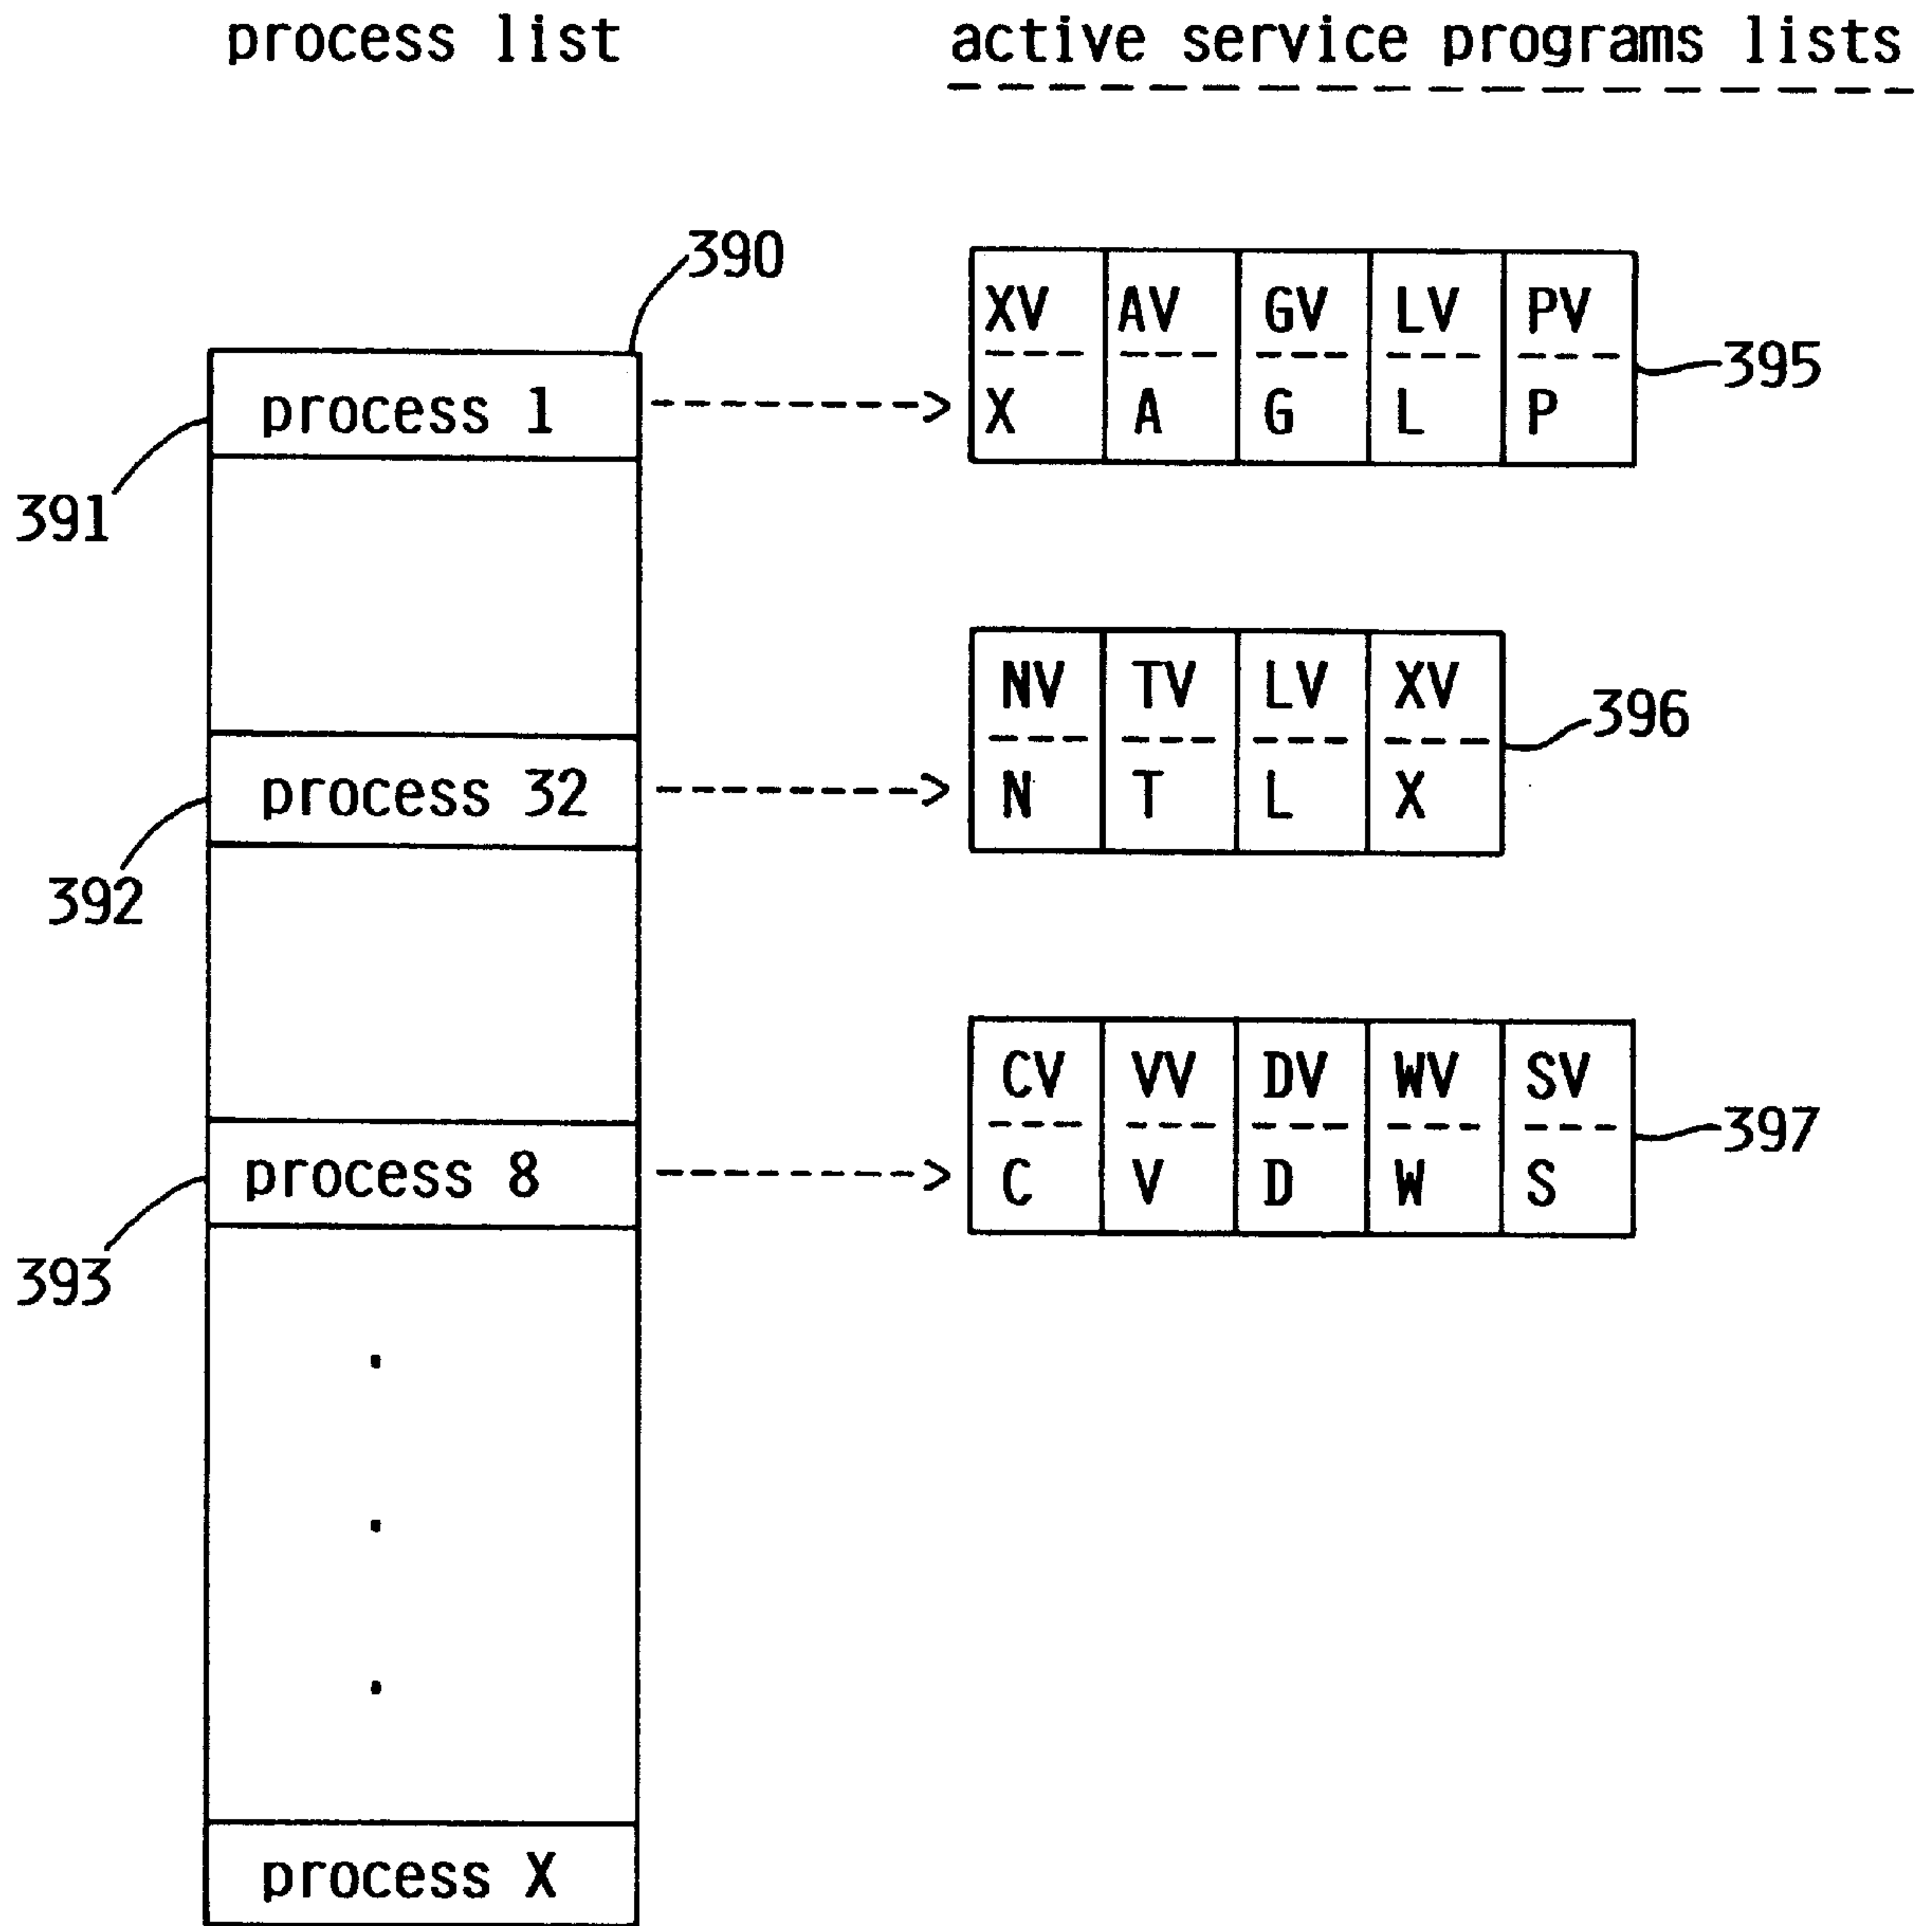 process list
active service programs lists
390
process 1
391
XV AV GV LV PV
X A G L P
395
process 32
392
NV TV LV XV
N T L X
396
process 8
393
CV VV DV WV SV
C V D W S
397
process X